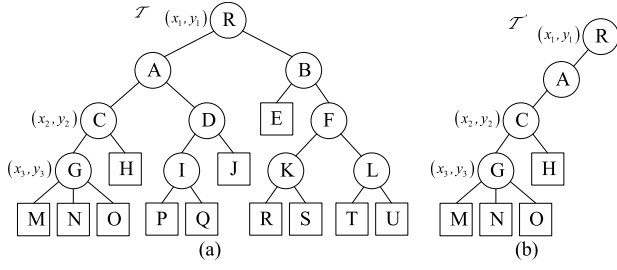 𝒯 (x₁, y₁) R
A B
(x₂, y₂) C D E F
(x₃, y₃) G H I J K L
M N O P Q R S T U
(a)
𝒯′ (x₁, y₁) R
A
(x₂, y₂) C
(x₃, y₃) G H
M N O
(b)